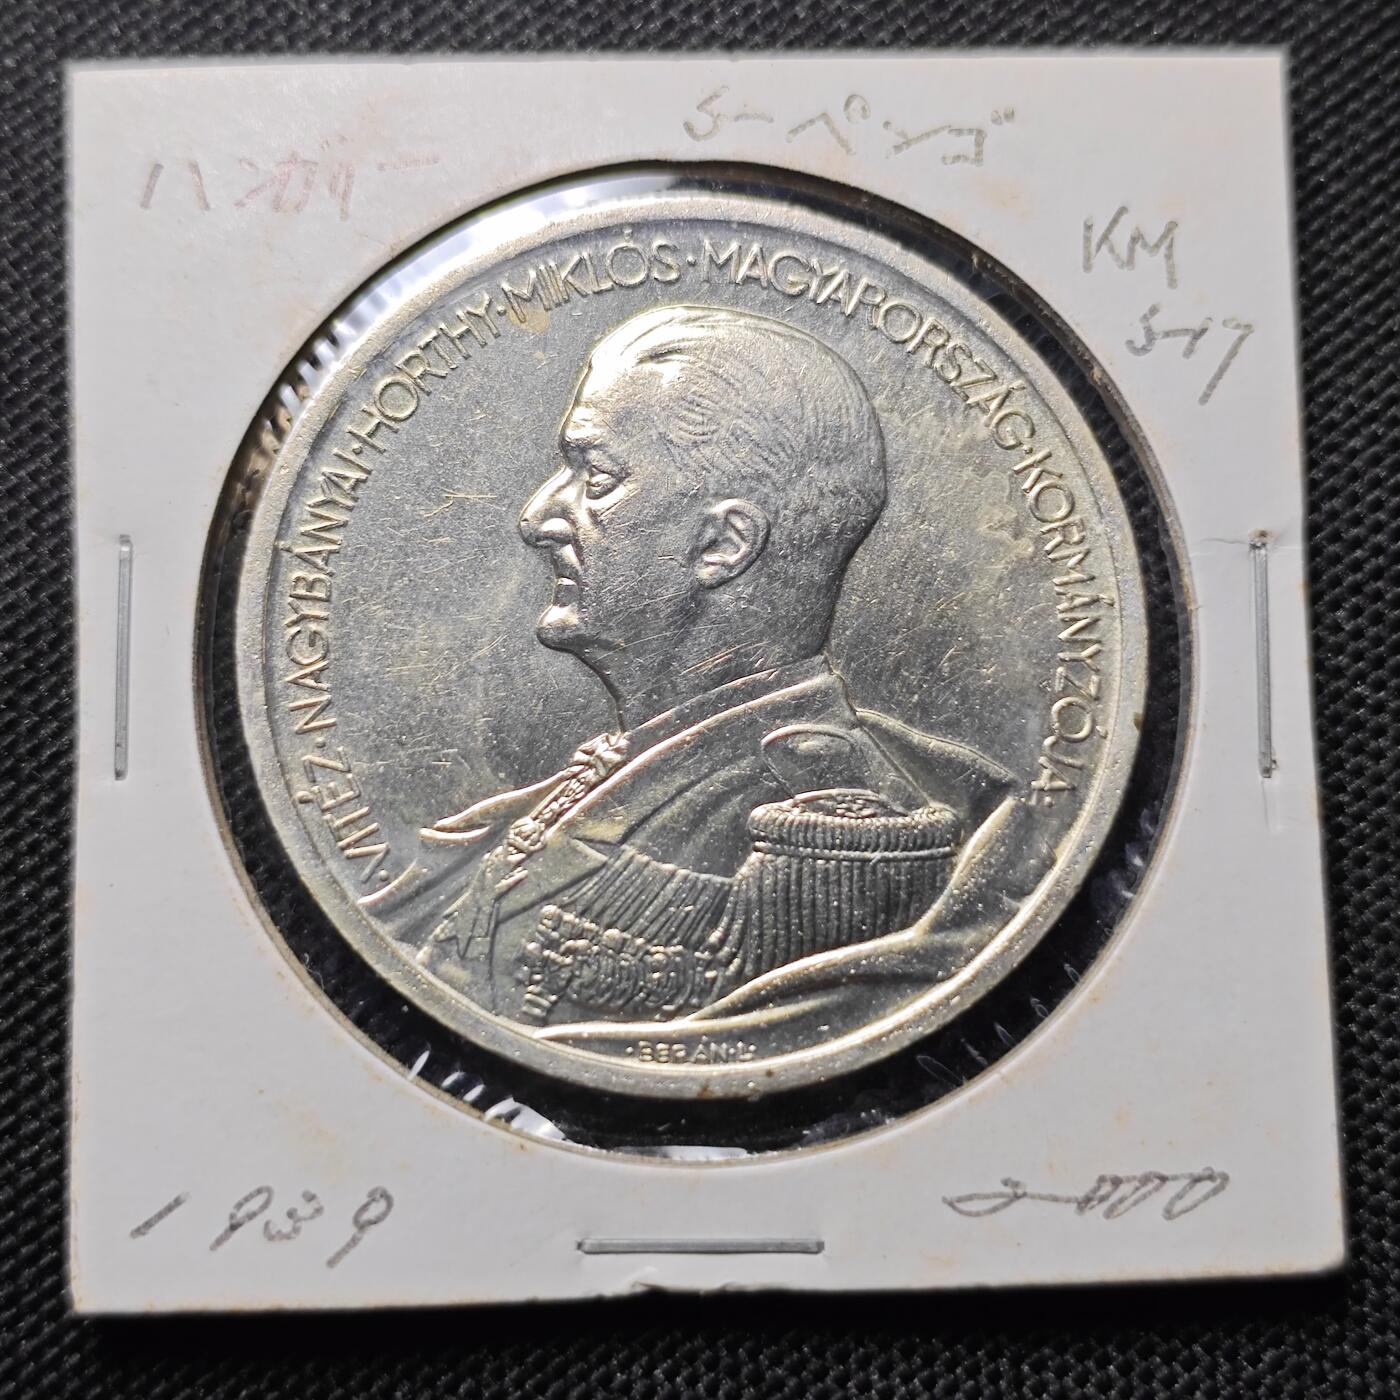 ハンガリー
5-ペンゴ
KM
517
·VITÉZ·NAGYBÁNYAI·HORTHY·MIKLÓS·MAGYARORSZÁG·KORMÁNYZÓJA·
·BERÁN·L·
1939